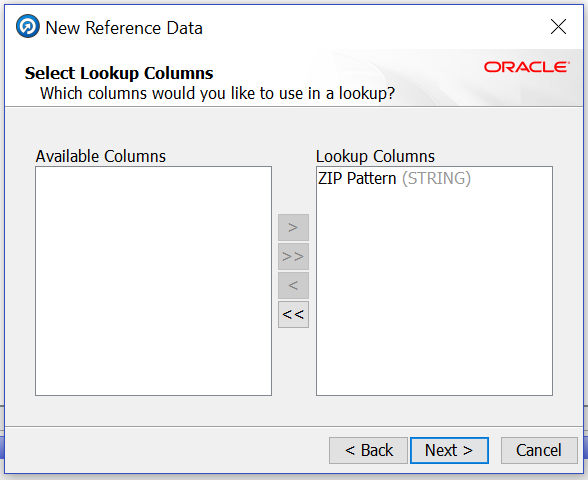 New Reference Data
Select Lookup Columns
Which columns would you like to use in a lookup?
ORACLE
Available Columns
Lookup Columns
ZIP Pattern (STRING)
>
>>
<
<<
< Back
Next >
Cancel